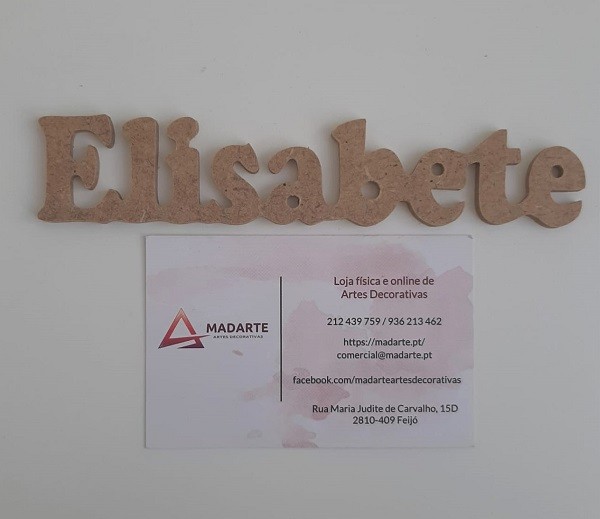 Elisabete
MADARTE
ARTES DECORATIVAS
Loja física e online de
Artes Decorativas
212 439 759 / 936 213 462
https://madarte.pt/
comercial@madarte.pt
facebook.com/madarteartesdecorativas
Rua Maria Judite de Carvalho, 15D
2810-409 Feijó